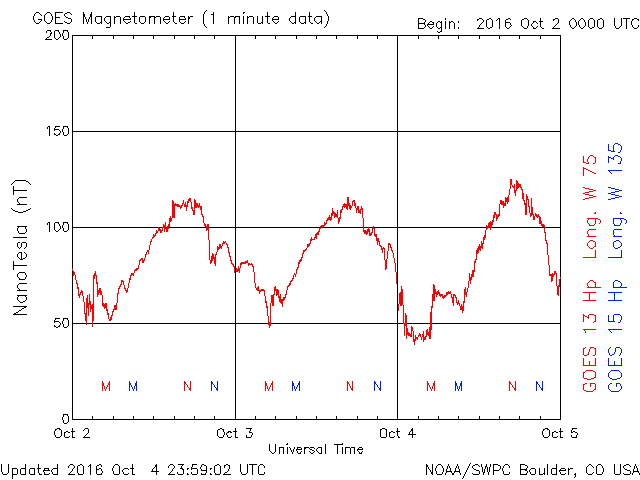 GOES Magnetometer (1 minute data)
Begin: 2016 Oct 2 0000 UTC
200
150
100
50
0
NanoTesla (nT)
M M N N M M N N M M N N
Oct 2 Oct 3 Oct 4 Oct 5
Universal Time
GOES 13 Hp Long. W 75
GOES 15 Hp Long. W 135
Updated 2016 Oct 4 23:59:02 UTC
NOAA/SWPC Boulder, CO USA